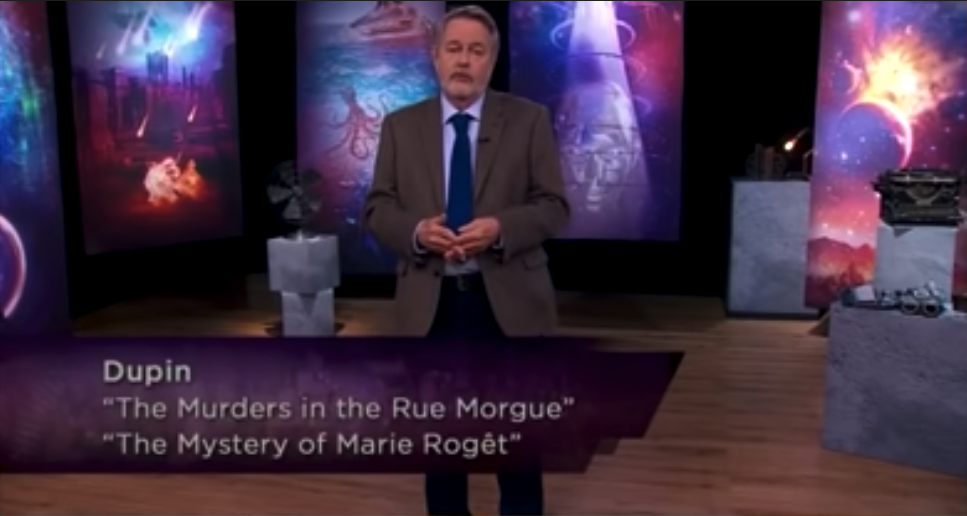 Dupin
“The Murders in the Rue Morgue”
“The Mystery of Marie Rogêt”